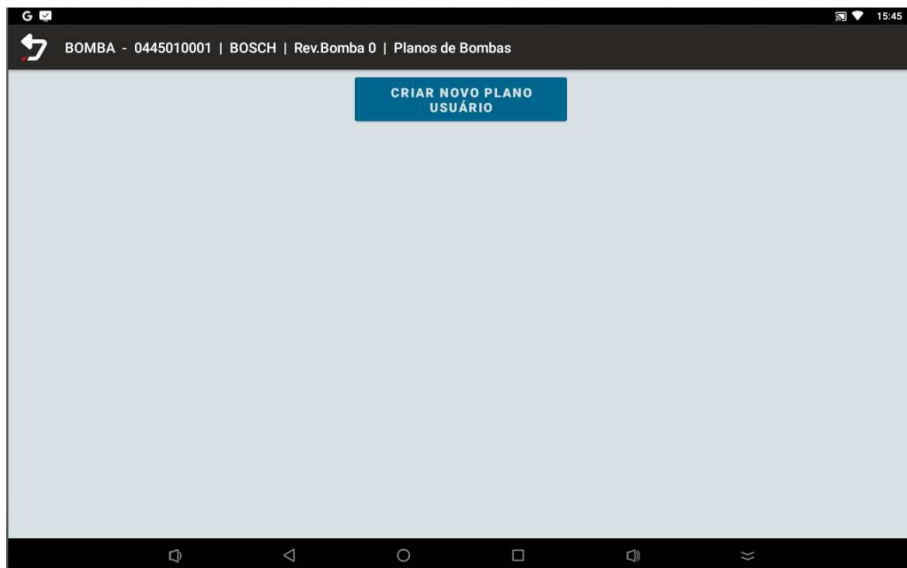 G 15:45
BOMBA - 0445010001 | BOSCH | Rev.Bomba 0 | Planos de Bombas
CRIAR NOVO PLANO
USUÁRIO